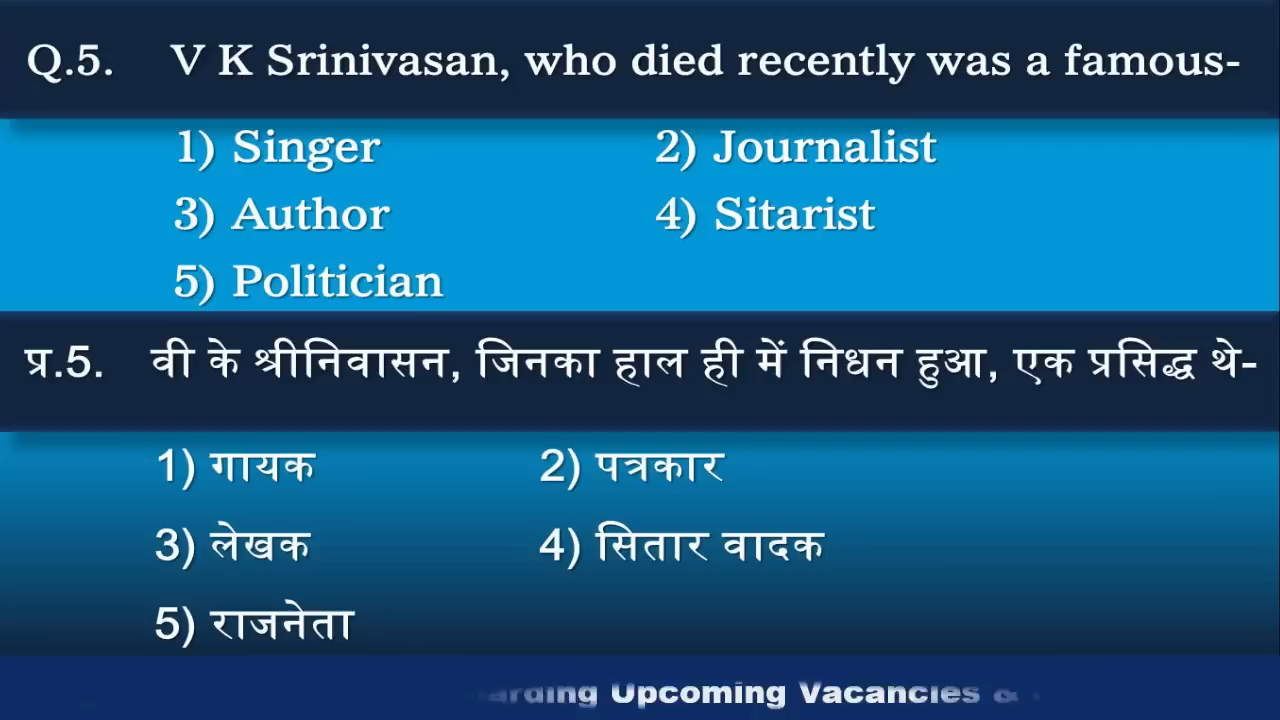 Q.5. V K Srinivasan, who died recently was a famous-
1) Singer 2) Journalist
3) Author 4) Sitarist
5) Politician
प्र.5. वी के श्रीनिवासन, जिनका हाल ही में निधन हुआ, एक प्रसिद्ध थे-
1) गायक 2) पत्रकार
3) लेखक 4) सितार वादक
5) राजनेता
Upcoming Vacancies &